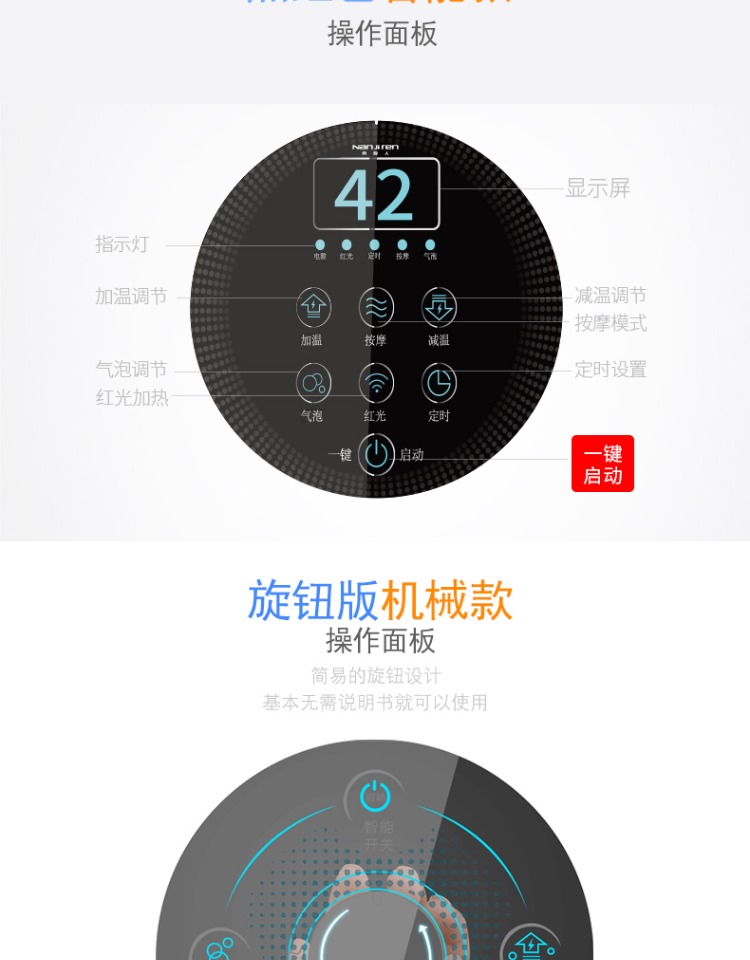 操作面板
Nanjiren
南极人
42
显示屏
指示灯
电源 红光 定时 按摩 气泡
加温调节
减温调节
按摩模式
加温 按摩 减温
气泡调节
定时设置
红光加热
气泡 红光 定时
一键 启动
一键
启动
旋钮版机械款
操作面板
简易的旋钮设计
基本无需说明书就可以使用
智能
开关